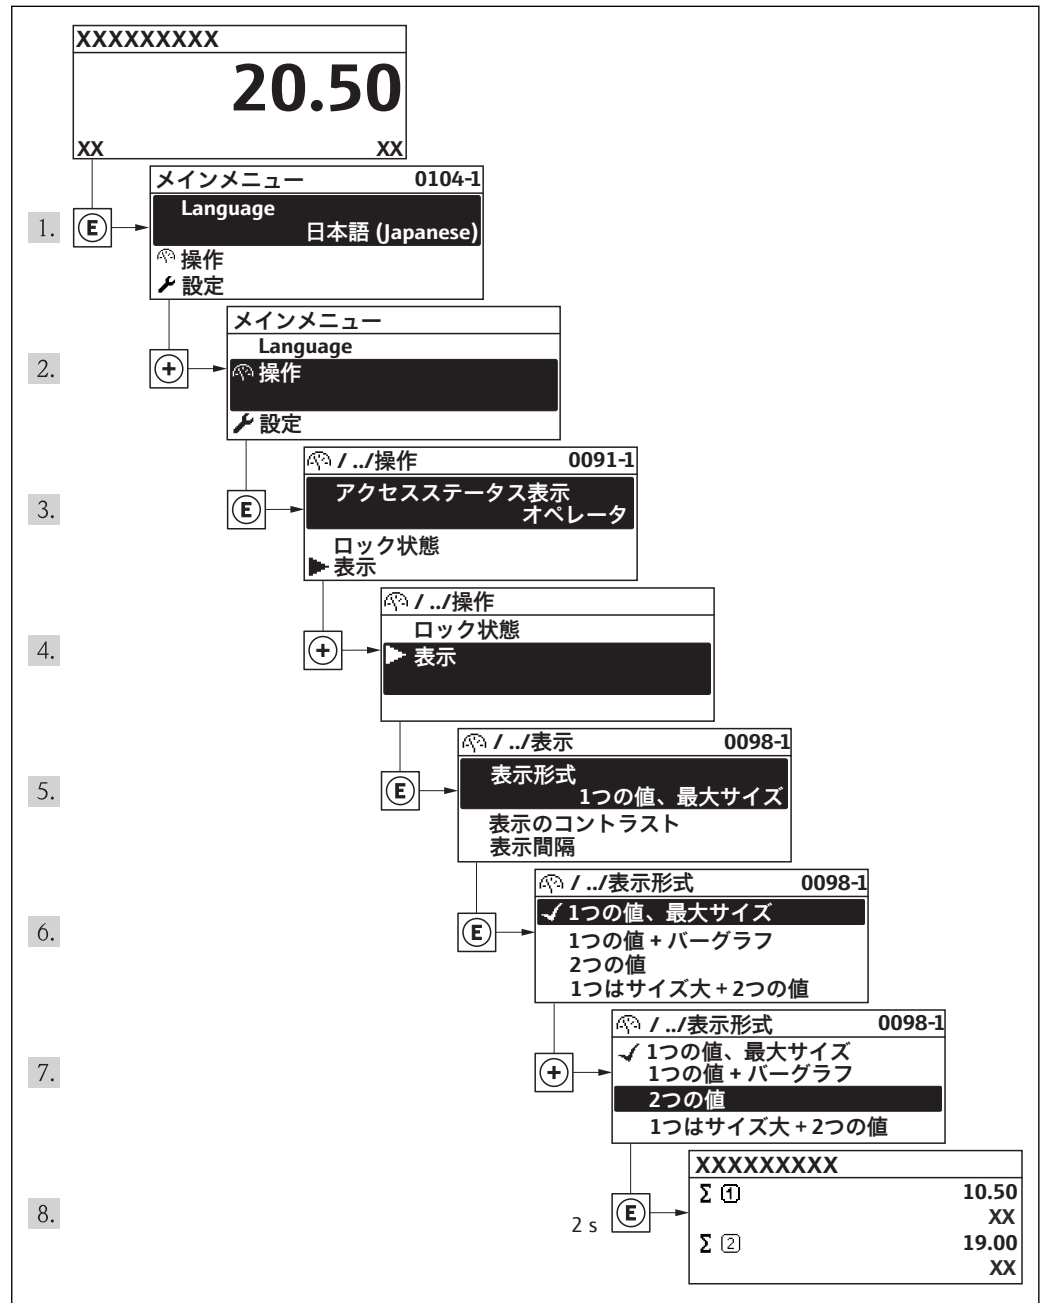 XXXXXXXXX
20.50
XX XX
メインメニュー 0104-1
Language
日本語 (Japanese)
操作
設定
1. E
メインメニュー
Language
操作
設定
2. +
/ ../操作 0091-1
アクセスステータス表示
オペレータ
ロック状態
表示
3. E
/ ../操作
ロック状態
表示
4. +
/ ../表示 0098-1
表示形式
1つの値、最大サイズ
表示のコントラスト
表示間隔
5. E
/ ../表示形式 0098-1
1つの値、最大サイズ
1つの値 + バーグラフ
2つの値
1つはサイズ大 + 2つの値
6. E
/ ../表示形式 0098-1
1つの値、最大サイズ
1つの値 + バーグラフ
2つの値
1つはサイズ大 + 2つの値
7. +
XXXXXXXXX
Σ 1 10.50
XX
Σ 2 19.00
XX
8. 2 s E